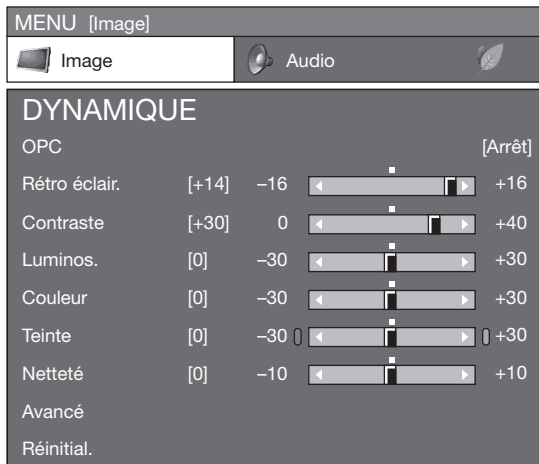 MENU [Image]
Image Audio
DYNAMIQUE
OPC [Arrêt]
Rétro éclair. [+14] –16 +16
Contraste [+30] 0 +40
Luminos. [0] –30 +30
Couleur [0] –30 +30
Teinte [0] –30 +30
Netteté [0] –10 +10
Avancé
Réinitial.